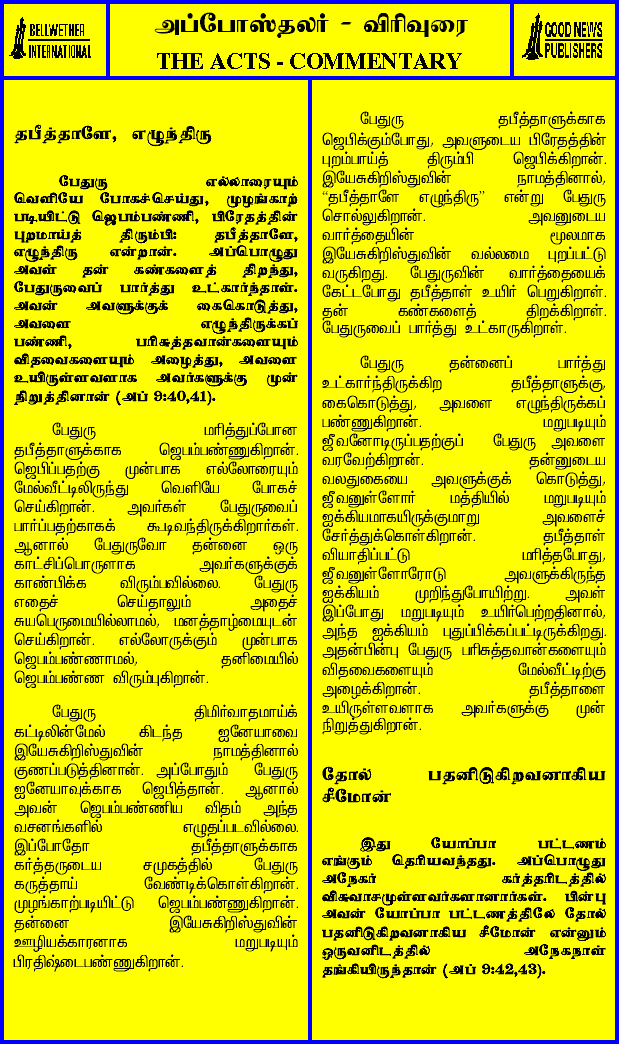 BELLWETHER
INTERNATIONAL
அப்போஸ்தலர் - விரிவுரை
THE ACTS - COMMENTARY
GOOD NEWS
PUBLISHERS
தபீத்தாளே, எழுந்திரு
பேதுரு எல்லாரையும்
வெளியே போகச்செய்து, முழங்காற்
படியிட்டு ஜெபம்பண்ணி, பிரேதத்தின்
புறமாய்த் திரும்பி: தபீத்தாளே,
எழுந்திரு என்றான். அப்பொழுது
அவள் தன் கண்களைத் திறந்து,
பேதுருவைப் பார்த்து உட்கார்ந்தாள்.
அவன் அவளுக்குக் கைகொடுத்து,
அவளை எழுந்திருக்கப்
பண்ணி, பரிசுத்தவான்களையும்
விதவைகளையும் அழைத்து, அவளை
உயிருள்ளவளாக அவர்களுக்கு முன்
நிறுத்தினான் (அப் 9:40,41).
பேதுரு மரித்துப்போன
தபீத்தாளுக்காக ஜெபம்பண்ணுகிறான்.
ஜெபிப்பதற்கு முன்பாக எல்லோரையும்
மேல்வீட்டிலிருந்து வெளியே போகச்
செய்கிறான். அவர்கள் பேதுருவைப்
பார்ப்பதற்காகக் கூடிவந்திருக்கிறார்கள்.
ஆனால் பேதுருவோ தன்னை ஒரு
காட்சிப்பொருளாக அவர்களுக்குக்
காண்பிக்க விரும்பவில்லை. பேதுரு
எதைச் செய்தாலும் அதைச்
சுயபெருமையில்லாமல், மனத்தாழ்மையுடன்
செய்கிறான். எல்லோருக்கும் முன்பாக
ஜெபம்பண்ணாமல், தனிமையில்
ஜெபம்பண்ண விரும்புகிறான்.
பேதுரு திமிர்வாதமாய்க்
கட்டிலின்மேல் கிடந்த ஐனேயாவை
இயேசுகிறிஸ்துவின் நாமத்தினால்
குணப்படுத்தினான். அப்போதும் பேதுரு
ஐனேயாவுக்காக ஜெபித்தான். ஆனால்
அவன் ஜெபம்பண்ணிய விதம் அந்த
வசனங்களில் எழுதப்படவில்லை.
இப்போதோ தபீத்தாளுக்காக
கர்த்தருடைய சமுகத்தில் பேதுரு
கருத்தாய் வேண்டிக்கொள்கிறான்.
முழங்காற்படியிட்டு ஜெபம்பண்ணுகிறான்.
தன்னை இயேசுகிறிஸ்துவின்
ஊழியக்காரனாக மறுபடியும்
பிரதிஷ்டைபண்ணுகிறான்.
பேதுரு தபீத்தாளுக்காக
ஜெபிக்கும்போது, அவளுடைய பிரேதத்தின்
புறம்பாய்த் திரும்பி ஜெபிக்கிறான்.
இயேசுகிறிஸ்துவின் நாமத்தினால்,
“தபீத்தாளே எழுந்திரு” என்று பேதுரு
சொல்லுகிறான். அவனுடைய
வார்த்தையின் மூலமாக
இயேசுகிறிஸ்துவின் வல்லமை புறப்பட்டு
வருகிறது. பேதுருவின் வார்த்தையைக்
கேட்டபோது தபீத்தாள் உயிர் பெறுகிறாள்.
தன் கண்களைத் திறக்கிறாள்.
பேதுருவைப் பார்த்து உட்காருகிறாள்.
பேதுரு தன்னைப் பார்த்து
உட்கார்ந்திருக்கிற தபீத்தாளுக்கு,
கைகொடுத்து, அவளை எழுந்திருக்கப்
பண்ணுகிறான். மறுபடியும்
ஜீவனோடிருப்பதற்குப் பேதுரு அவளை
வரவேற்கிறான். தன்னுடைய
வலதுகையை அவளுக்குக் கொடுத்து,
ஜீவனுள்ளோர் மத்தியில் மறுபடியும்
ஐக்கியமாகயிருக்குமாறு அவளைச்
சேர்த்துக்கொள்கிறான். தபீத்தாள்
வியாதிப்பட்டு மரித்தபோது,
ஜீவனுள்ளோரோடு அவளுக்கிருந்த
ஐக்கியம் முறிந்துபோயிற்று. அவள்
இப்போது மறுபடியும் உயிர்பெற்றதினால்,
அந்த ஐக்கியம் புதுப்பிக்கப்பட்டிருக்கிறது.
அதன்பின்பு பேதுரு பரிசுத்தவான்களையும்
விதவைகளையும் மேல்வீட்டிற்கு
அழைக்கிறான். தபீத்தாளை
உயிருள்ளவளாக அவர்களுக்கு முன்
நிறுத்துகிறான்.
தோல் பதனிடுகிறவனாகிய
சீமோன்
இது யோப்பா பட்டணம்
எங்கும் தெரியவந்தது. அப்பொழுது
அநேகர் கர்த்தரிடத்தில்
விசுவாசமுள்ளவர்களானார்கள். பின்பு
அவன் யோப்பா பட்டணத்திலே தோல்
பதனிடுகிறவனாகிய சீமோன் என்னும்
ஒருவனிடத்தில் அநேகநாள்
தங்கியிருந்தான் (அப் 9:42,43).